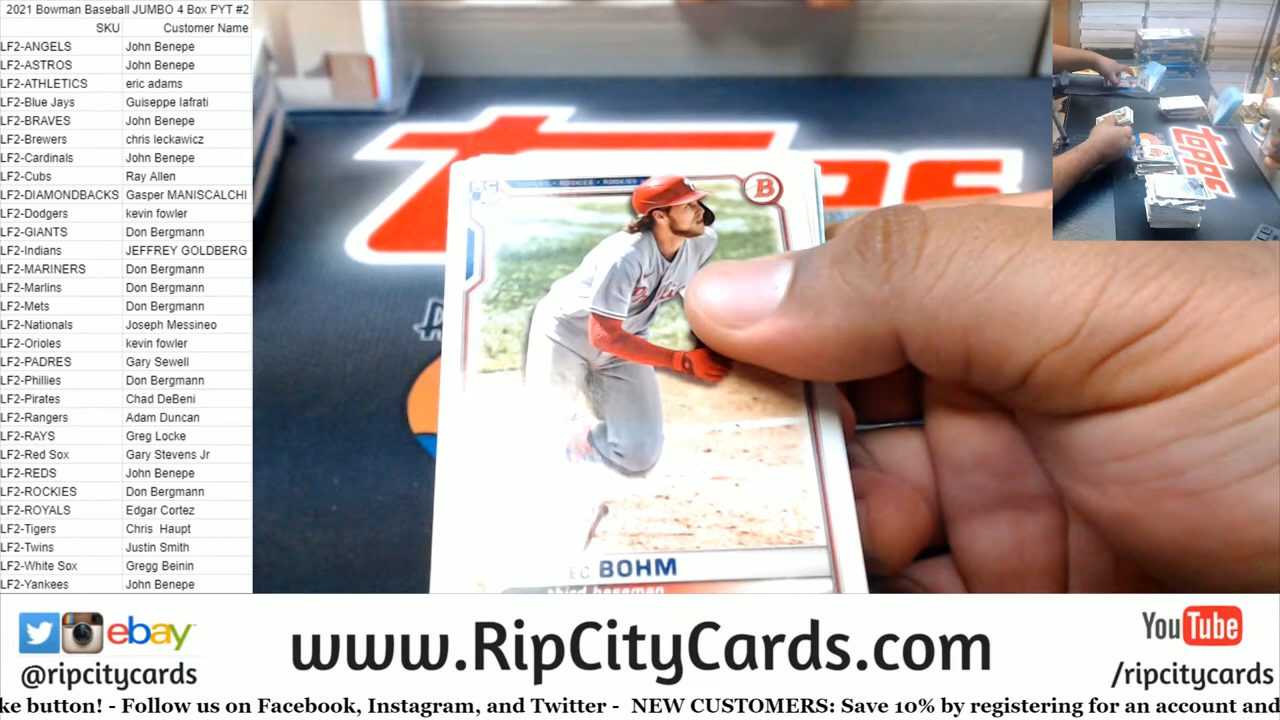 2021 Bowman Baseball JUMBO 4 Box PYT #2
SKU Customer Name
LF2-ANGELS John Benepe
LF2-ASTROS John Benepe
LF2-ATHLETICS eric adams
LF2-Blue Jays Guiseppe Iafrati
LF2-BRAVES John Benepe
LF2-Brewers chris leckawicz
LF2-Cardinals John Benepe
LF2-Cubs Ray Allen
LF2-DIAMONDBACKS Gasper MANISCALCHI
LF2-Dodgers kevin fowler
LF2-GIANTS Don Bergmann
LF2-Indians JEFFREY GOLDBERG
LF2-MARINERS Don Bergmann
LF2-Marlins Don Bergmann
LF2-Mets Don Bergmann
LF2-Nationals Joseph Messineo
LF2-Orioles kevin fowler
LF2-PADRES Gary Sewell
LF2-Phillies Don Bergmann
LF2-Pirates Chad DeBeni
LF2-Rangers Adam Duncan
LF2-RAYS Greg Locke
LF2-Red Sox Gary Stevens Jr
LF2-REDS John Benepe
LF2-ROCKIES Don Bergmann
LF2-ROYALS Edgar Cortez
LF2-Tigers Chris Haupt
LF2-Twins Justin Smith
LF2-White Sox Gregg Beinin
LF2-Yankees John Benepe
Topps
B
EC BOHM
third baseman
Topps
ebay
@ripcitycards
www.RipCityCards.com
YouTube
/ripcitycards
ke button! - Follow us on Facebook, Instagram, and Twitter - NEW CUSTOMERS: Save 10% by registering for an account and